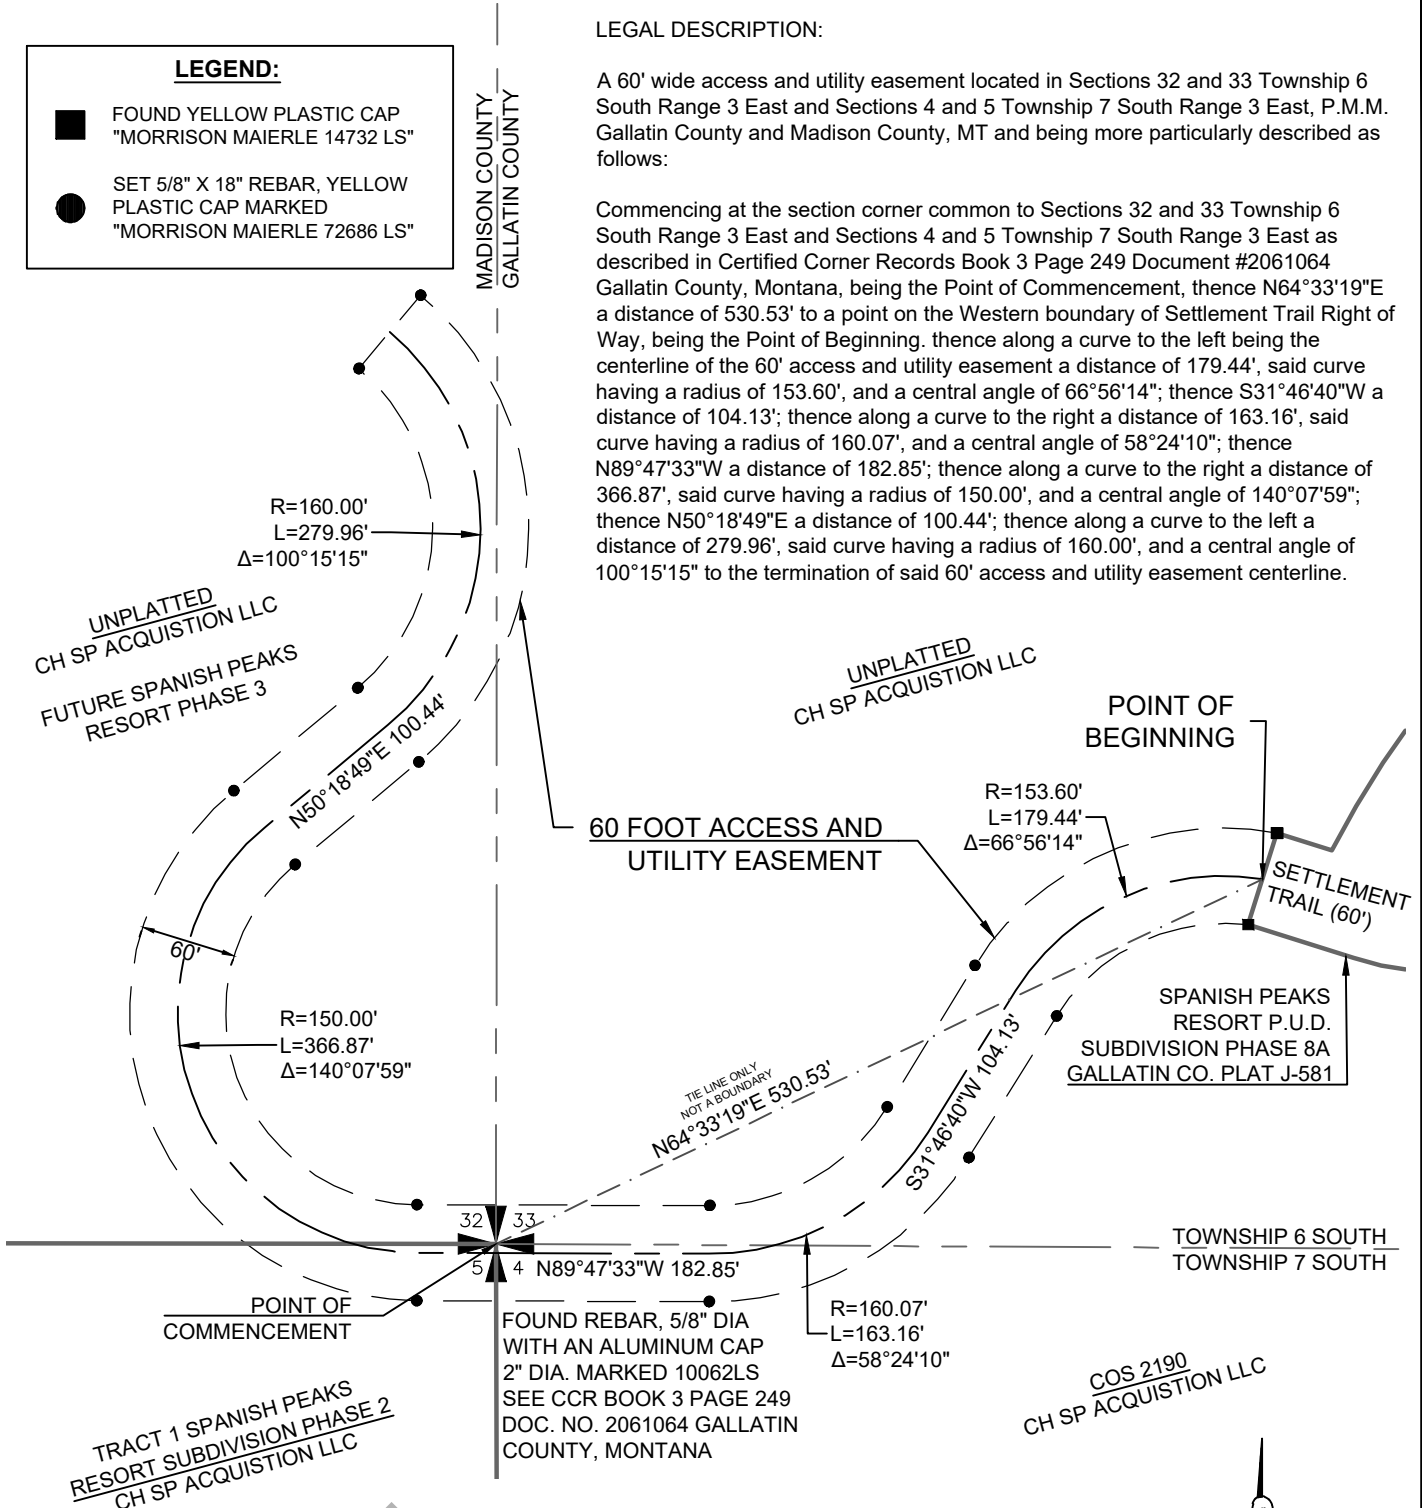 LEGEND:
FOUND YELLOW PLASTIC CAP
"MORRISON MAIERLE 14732 LS"
SET 5/8" X 18" REBAR, YELLOW
PLASTIC CAP MARKED
"MORRISON MAIERLE 72686 LS"
MADISON COUNTY
GALLATIN COUNTY
LEGAL DESCRIPTION:
A 60' wide access and utility easement located in Sections 32 and 33 Township 6
South Range 3 East and Sections 4 and 5 Township 7 South Range 3 East, P.M.M.
Gallatin County and Madison County, MT and being more particularly described as
follows:
Commencing at the section corner common to Sections 32 and 33 Township 6
South Range 3 East and Sections 4 and 5 Township 7 South Range 3 East as
described in Certified Corner Records Book 3 Page 249 Document #2061064
Gallatin County, Montana, being the Point of Commencement, thence N64°33'19"E
a distance of 530.53' to a point on the Western boundary of Settlement Trail Right of
Way, being the Point of Beginning. thence along a curve to the left being the
centerline of the 60' access and utility easement a distance of 179.44', said curve
having a radius of 153.60', and a central angle of 66°56'14"; thence S31°46'40"W a
distance of 104.13'; thence along a curve to the right a distance of 163.16', said
curve having a radius of 160.07', and a central angle of 58°24'10"; thence
N89°47'33"W a distance of 182.85'; thence along a curve to the right a distance of
366.87', said curve having a radius of 150.00', and a central angle of 140°07'59";
thence N50°18'49"E a distance of 100.44'; thence along a curve to the left a
distance of 279.96', said curve having a radius of 160.00', and a central angle of
100°15'15" to the termination of said 60' access and utility easement centerline.
R=160.00'
L=279.96'
Δ=100°15'15"
UNPLATTED
CH SP ACQUISTION LLC
FUTURE SPANISH PEAKS
RESORT PHASE 3
N50°18'49"E 100.44'
UNPLATTED
CH SP ACQUISTION LLC
POINT OF
BEGINNING
R=153.60'
L=179.44'
Δ=66°56'14"
60 FOOT ACCESS AND
UTILITY EASEMENT
SETTLEMENT
TRAIL (60')
60'
R=150.00'
L=366.87'
Δ=140°07'59"
SPANISH PEAKS
RESORT P.U.D.
SUBDIVISION PHASE 8A
GALLATIN CO. PLAT J-581
TIE LINE ONLY
NOT A BOUNDARY
N64°33'19"E 530.53'
S31°46'40"W 104.13'
32
33
5
4
N89°47'33"W 182.85'
TOWNSHIP 6 SOUTH
TOWNSHIP 7 SOUTH
POINT OF
COMMENCEMENT
FOUND REBAR, 5/8" DIA
WITH AN ALUMINUM CAP
2" DIA. MARKED 10062LS
SEE CCR BOOK 3 PAGE 249
DOC. NO. 2061064 GALLATIN
COUNTY, MONTANA
R=160.07'
L=163.16'
Δ=58°24'10"
COS 2190
CH SP ACQUISTION LLC
TRACT 1 SPANISH PEAKS
RESORT SUBDIVISION PHASE 2
CH SP ACQUISTION LLC